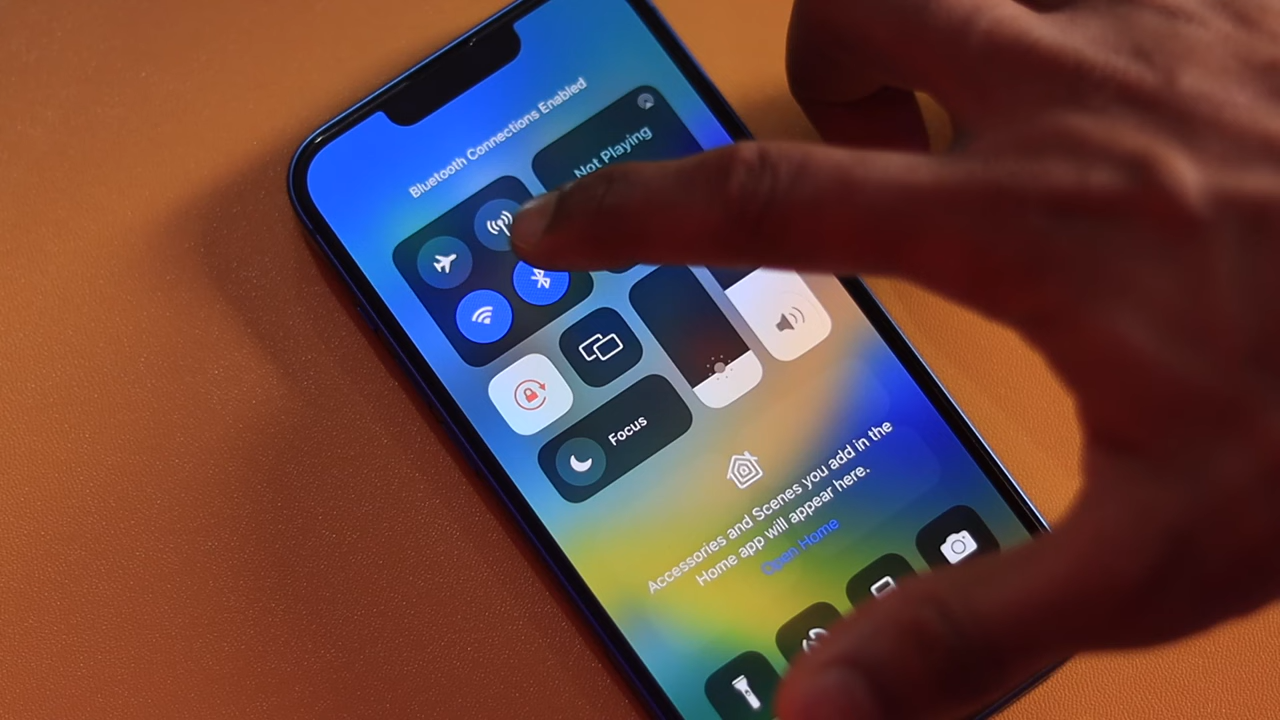 Bluetooth Connections Enabled
Not Playing
Focus
Accessories and Scenes you add in the
Home app will appear here.
Open Home